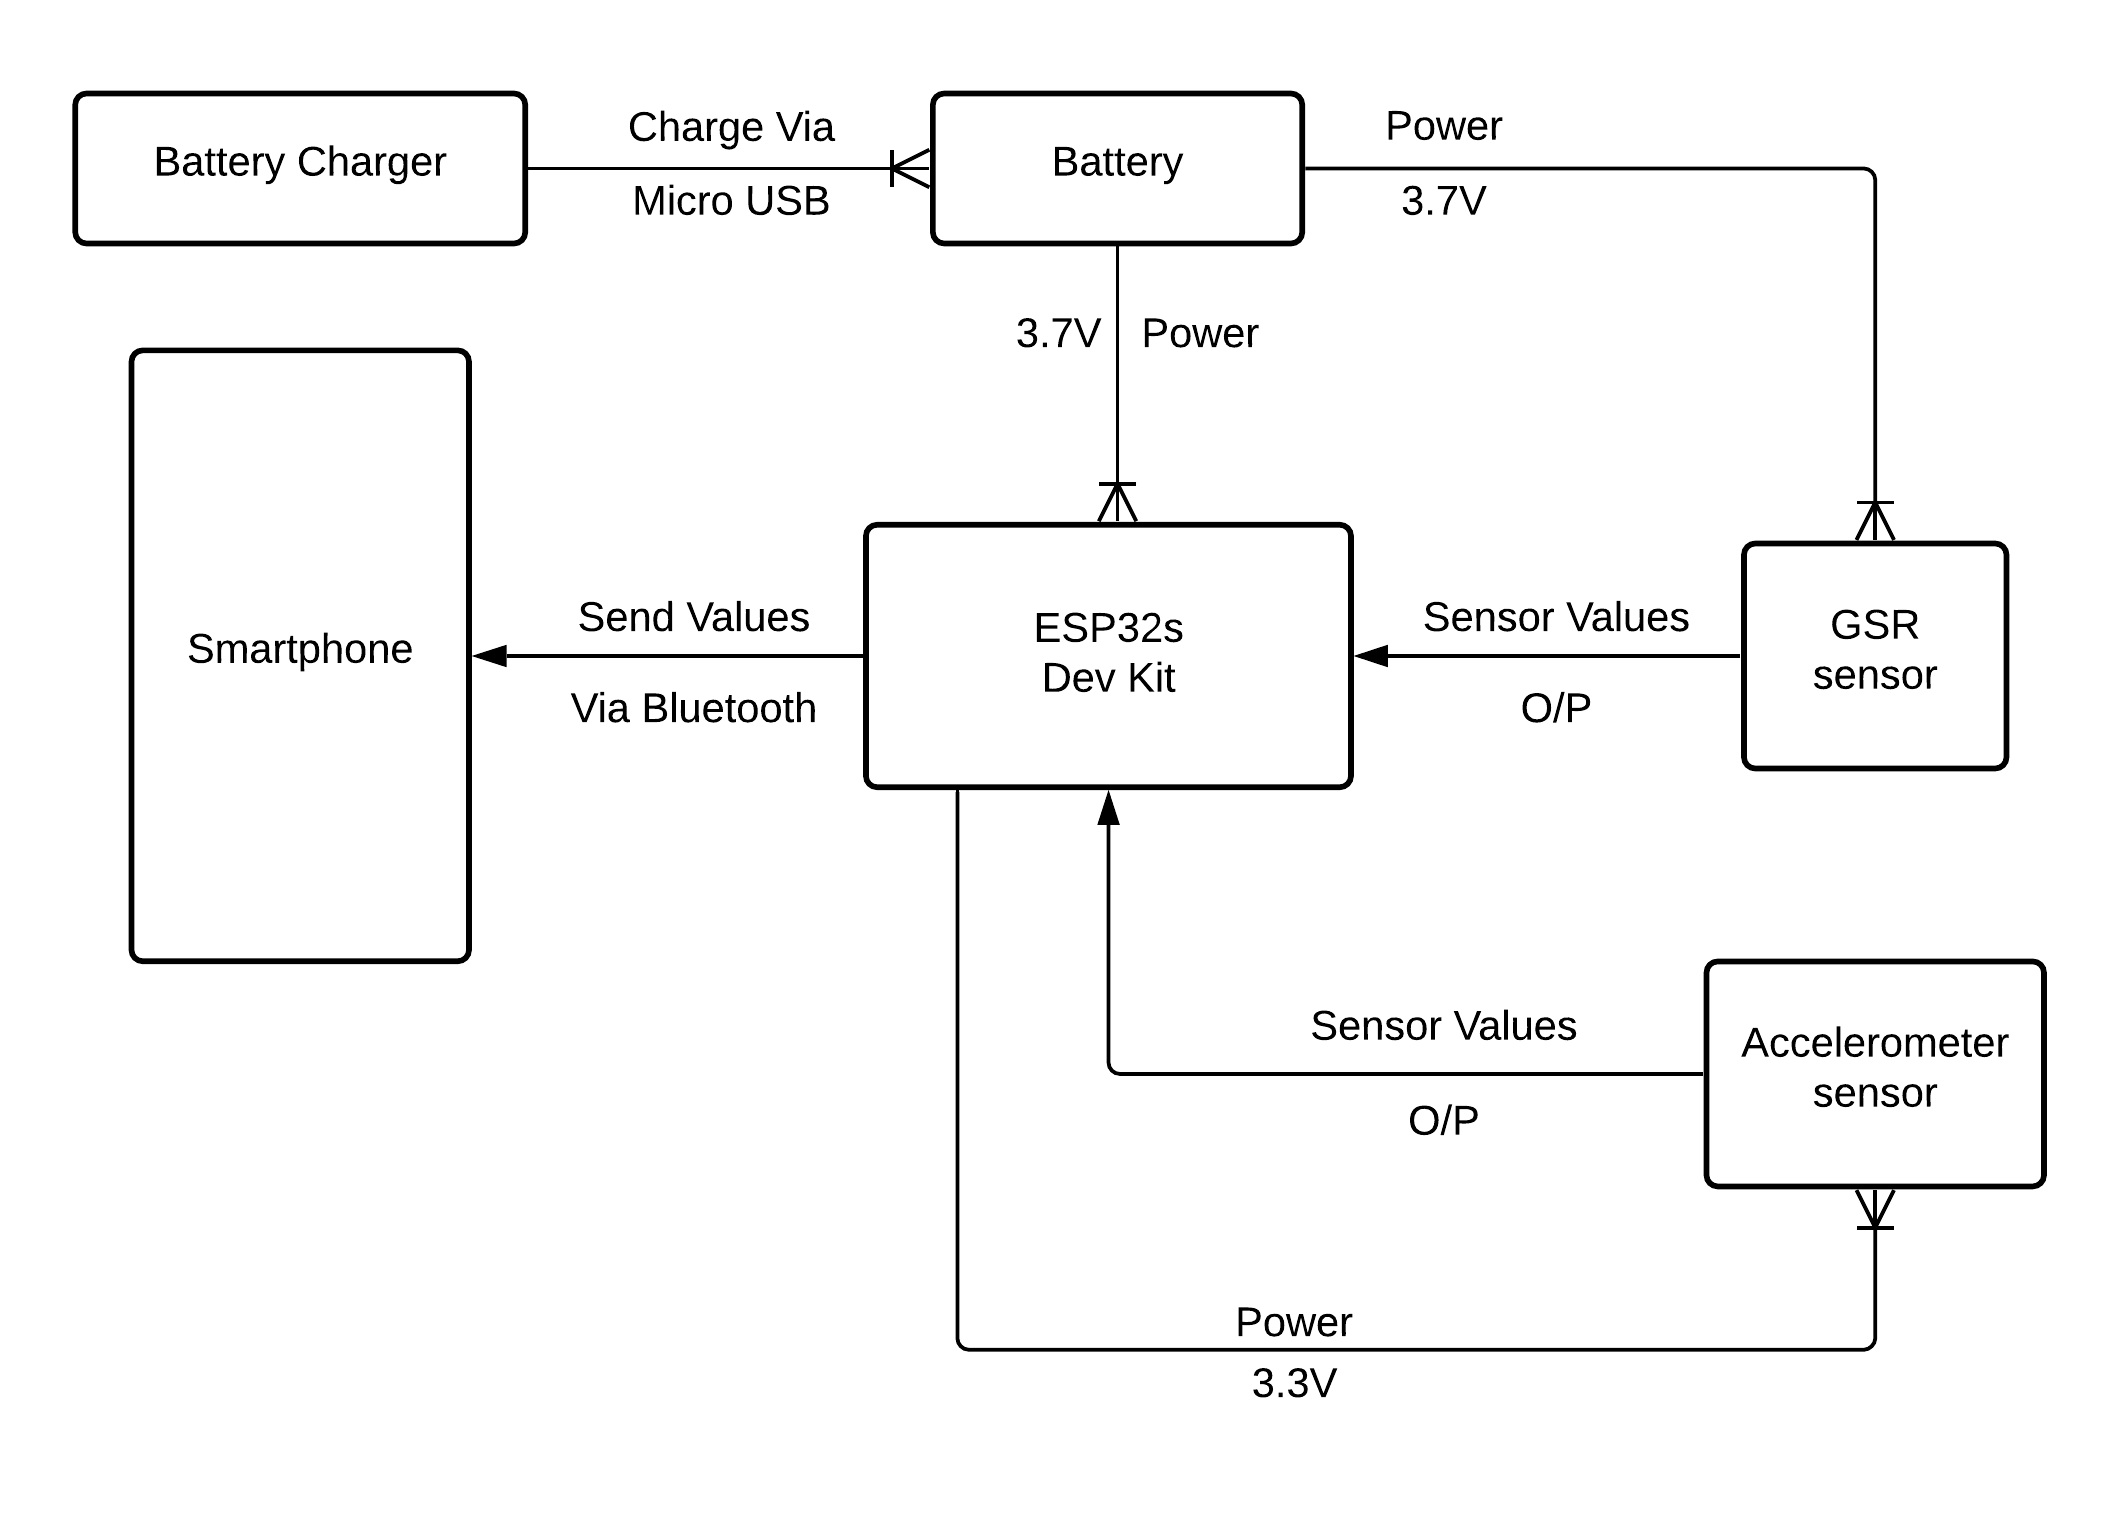 Battery Charger
Charge Via
Micro USB
Battery
Power
3.7V
3.7V Power
Smartphone
Send Values
Via Bluetooth
ESP32s
Dev Kit
Sensor Values
O/P
GSR
sensor
Sensor Values
O/P
Accelerometer
sensor
Power
3.3V